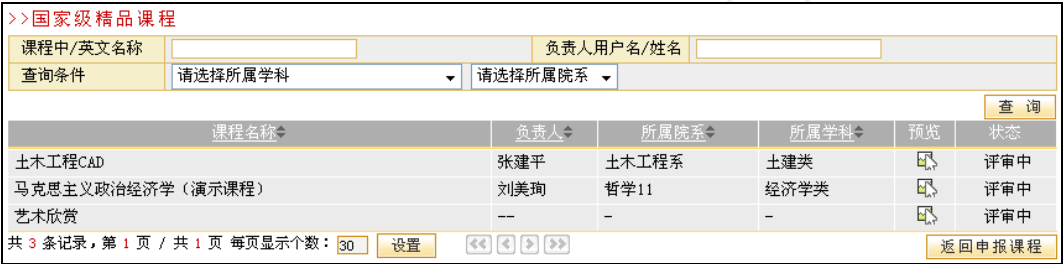 >>国家级精品课程
课程中/英文名称 负责人用户名/姓名
查询条件 请选择所属学科 请选择所属院系
查 询
课程名称 负责人 所属院系 所属学科 预览 状态
土木工程CAD 张建平 土木工程系 土建类 评审中
马克思主义政治经济学（演示课程） 刘美珣 哲学11 经济学类 评审中
艺术欣赏 -- - - 评审中
共 3 条记录，第 1 页 / 共 1 页 每页显示个数：30 设置 返回申报课程